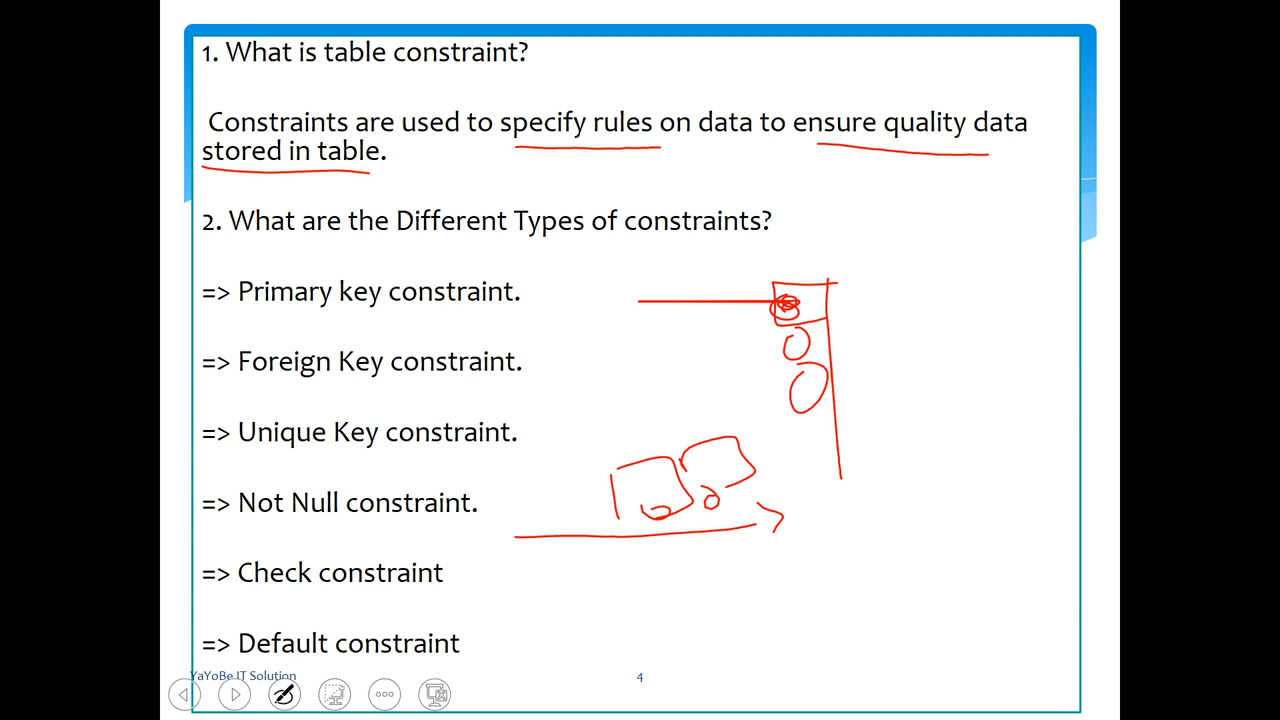 1. What is table constraint?
Constraints are used to specify rules on data to ensure quality data
stored in table.
2. What are the Different Types of constraints?
=> Primary key constraint.
=> Foreign Key constraint.
=> Unique Key constraint.
=> Not Null constraint.
=> Check constraint
=> Default constraint
YaYoBe IT Solution
4